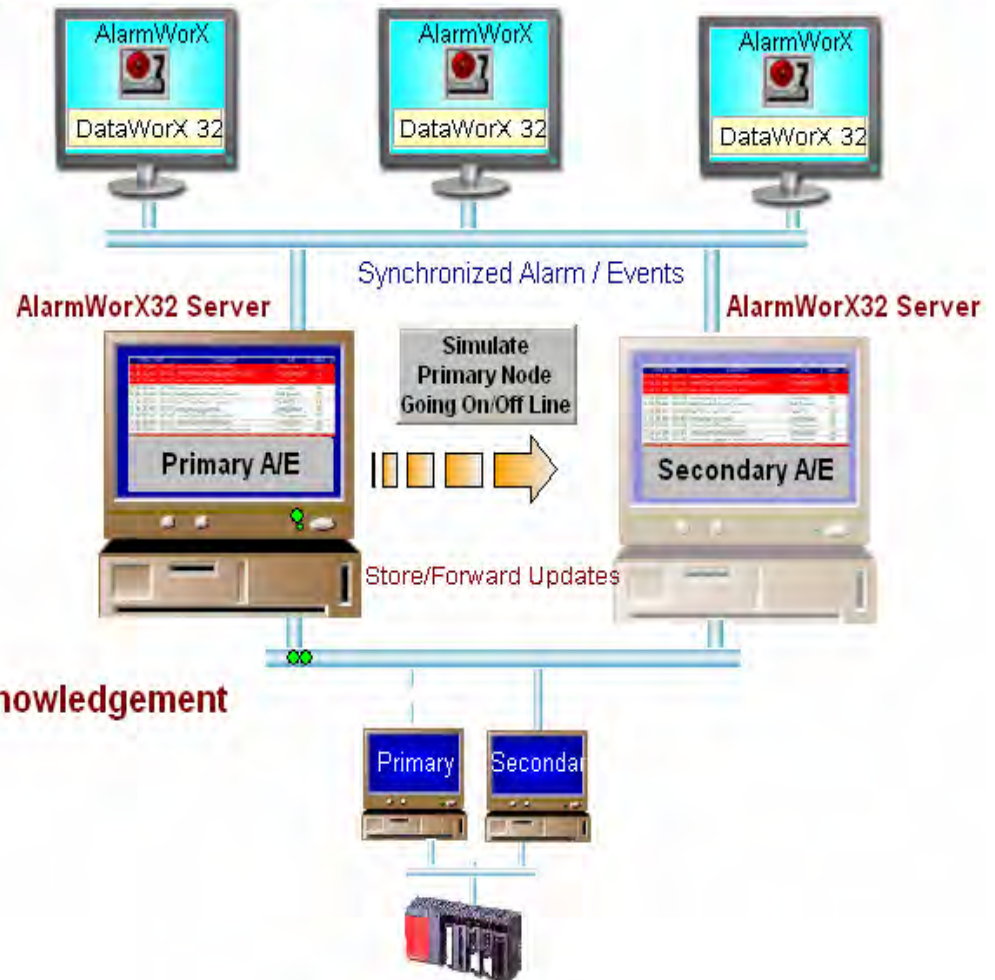 AlarmWorX
DataWorX 32
AlarmWorX
DataWorX 32
AlarmWorX
DataWorX 32
Synchronized Alarm / Events
AlarmWorX32 Server
AlarmWorX32 Server
Simulate
Primary Node
Going On/Off Line
Primary A/E
Secondary A/E
Store/Forward Updates
nowledgement
Primary
Secondar